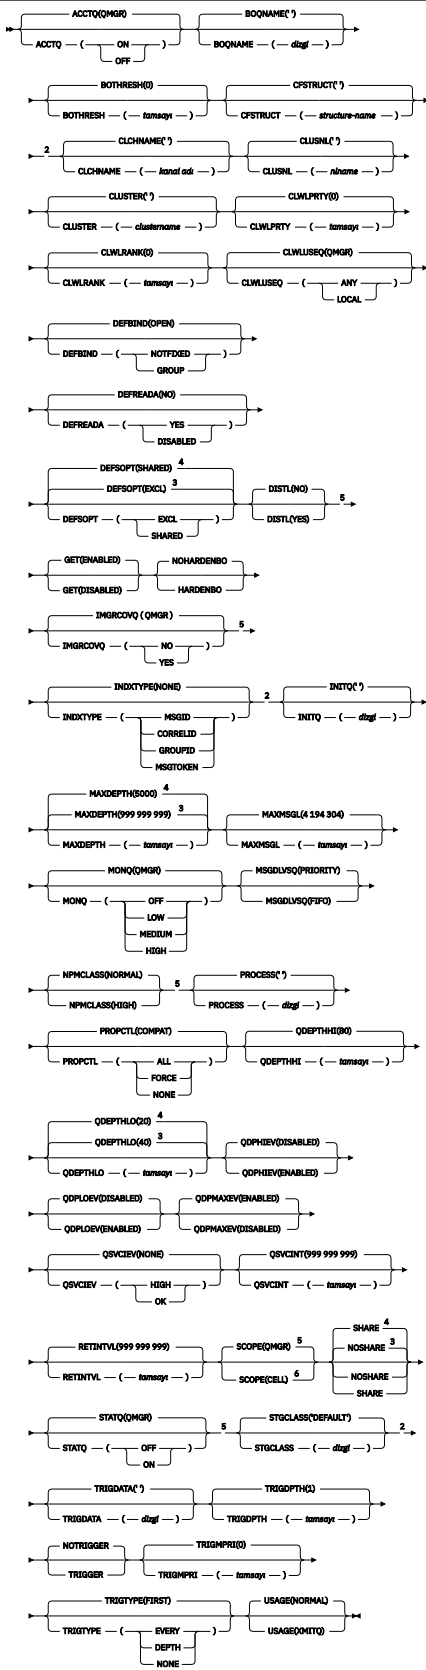 ACCTQ(QMGR) BOQNAME(' ')
ACCTQ ( ON ) BOQNAME ( dizgi )
OFF
BOTHRESH(0) CFSTRUCT(' ')
BOTHRESH ( tamsayı ) CFSTRUCT ( structure-name )
2 CLCHNAME(' ') CLUSNL(' ')
CLCHNAME ( kanal adı ) CLUSNL ( nlname )
CLUSTER(' ') CLWLPRTY(0)
CLUSTER ( clustername ) CLWLPRTY ( tamsayı )
CLWLRANK(0) CLWLUSEQ(QMGR)
CLWLRANK ( tamsayı ) CLWLUSEQ ( ANY )
LOCAL
DEFBIND(OPEN)
DEFBIND ( NOTFIXED )
GROUP
DEFREADA(NO)
DEFREADA ( YES )
DISABLED
DEFSOPT(SHARED) 4
DEFSOPT(EXCL) 3 DISTL(NO) 5
DEFSOPT ( EXCL ) DISTL(YES)
SHARED
GET(ENABLED) NOHARDENBO
GET(DISABLED) HARDENBO
IMGRCOVQ ( QMGR ) 5
IMGRCOVQ ( NO )
YES
INDXTYPE(NONE) 2 INITQ(' ')
INDXTYPE ( MSGID ) INITQ ( dizgi )
CORRELID
GROUPID
MSGTOKEN
MAXDEPTH(5000) 4
MAXDEPTH(999 999 999) 3 MAXMSGL(4 194 304)
MAXDEPTH ( tamsayı ) MAXMSGL ( tamsayı )
MONQ(QMGR) MSGDLVSQ(PRIORITY)
MONQ ( OFF ) MSGDLVSQ(FIFO)
LOW
MEDIUM
HIGH
NPMCLASS(NORMAL) 5 PROCESS(' ')
NPMCLASS(HIGH) PROCESS ( dizgi )
PROPCTL(COMPAT) QDEPTHHI(80)
PROPCTL ( ALL ) QDEPTHHI ( tamsayı )
FORCE
NONE
QDEPTHLO(20) 4
QDEPTHLO(40) 3 QDPHIEV(DISABLED)
QDEPTHLO ( tamsayı ) QDPHIEV(ENABLED)
QDPLOEV(DISABLED) QDPMAXEV(ENABLED)
QDPLOEV(ENABLED) QDPMAXEV(DISABLED)
QSVCIEV(NONE) QSVCINT(999 999 999)
QSVCIEV ( HIGH ) QSVCINT ( tamsayı )
OK
SHARE 4
RETINTVL(999 999 999) SCOPE(QMGR) 5 NOSHARE 3
RETINTVL ( tamsayı ) SCOPE(CELL) 6 NOSHARE
SHARE
STATQ(QMGR) 5 STGCLASS('DEFAULT') 2
STATQ ( OFF ) STGCLASS ( dizgi )
ON
TRIGDATA(' ') TRIGDPTH(1)
TRIGDATA ( dizgi ) TRIGDPTH ( tamsayı )
NOTRIGGER TRIGMPRI(0)
TRIGGER TRIGMPRI ( tamsayı )
TRIGTYPE(FIRST) USAGE(NORMAL)
TRIGTYPE ( EVERY ) USAGE(XMITQ)
DEPTH
NONE